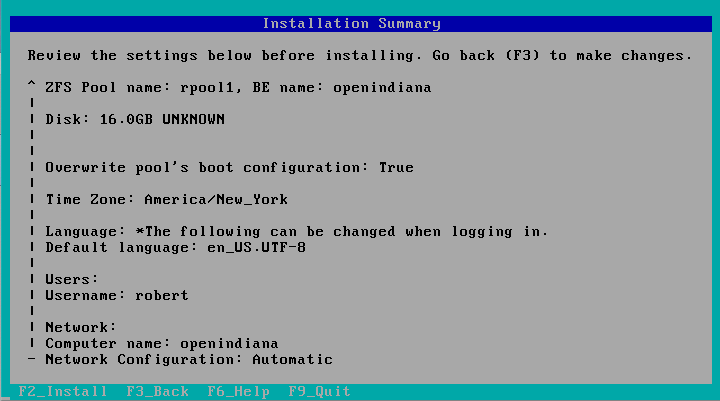 Installation Summary
Review the settings below before installing. Go back (F3) to make changes.
^ ZFS Pool name: rpool1, BE name: openindiana
Disk: 16.0GB UNKNOWN
Overwrite pool's boot configuration: True
Time Zone: America/New_York
Language: *The following can be changed when logging in.
Default language: en_US.UTF-8
Users:
Username: robert
Network:
Computer name: openindiana
- Network Configuration: Automatic
F2_Install F3_Back F6_Help F9_Quit